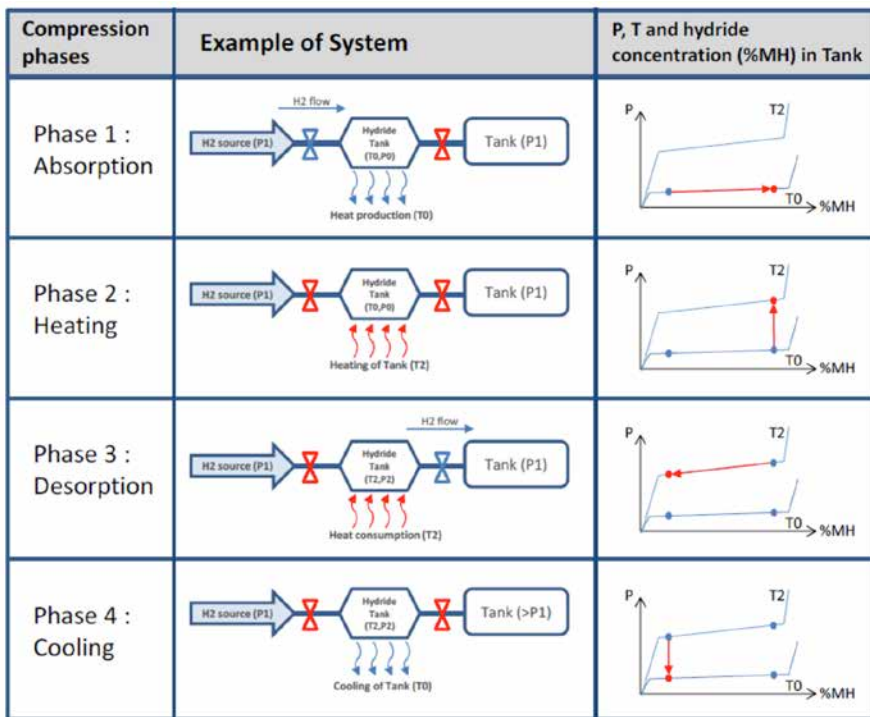 Compression
phases
Example of System
P, T and hydride
concentration (%MH) in Tank
Phase 1 :
Absorption
H2 flow
H2 source (P1)
Hydride
Tank
(T0,P0)
Tank (P1)
Heat production (T0)
P
T2
T0
%MH
Phase 2 :
Heating
H2 source (P1)
Hydride
Tank
(T0,P0)
Tank (P1)
Heating of Tank (T2)
P
T2
T0
%MH
Phase 3 :
Desorption
H2 flow
H2 source (P1)
Hydride
Tank
(T2,P2)
Tank (P1)
Heat consumption (T2)
P
T2
T0
%MH
Phase 4 :
Cooling
H2 source (P1)
Hydride
Tank
(T2,P2)
Tank (>P1)
Cooling of Tank (T0)
P
T2
T0
%MH